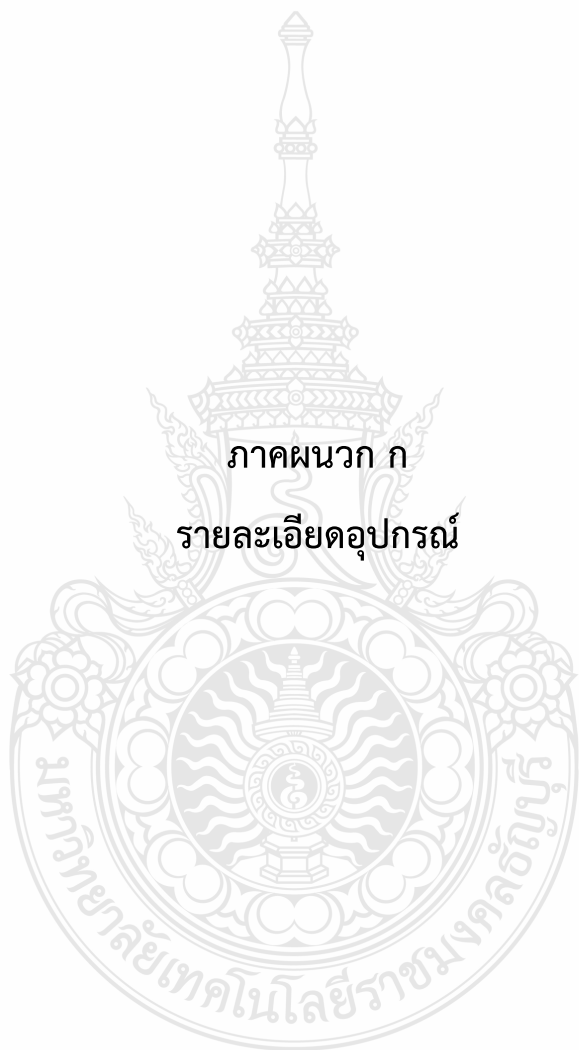 ภาคผนวก ก
รายละเอียดอุปกรณ์
มหาวิทยาลัยเทคโนโลยีราชมงคลธัญบุรี